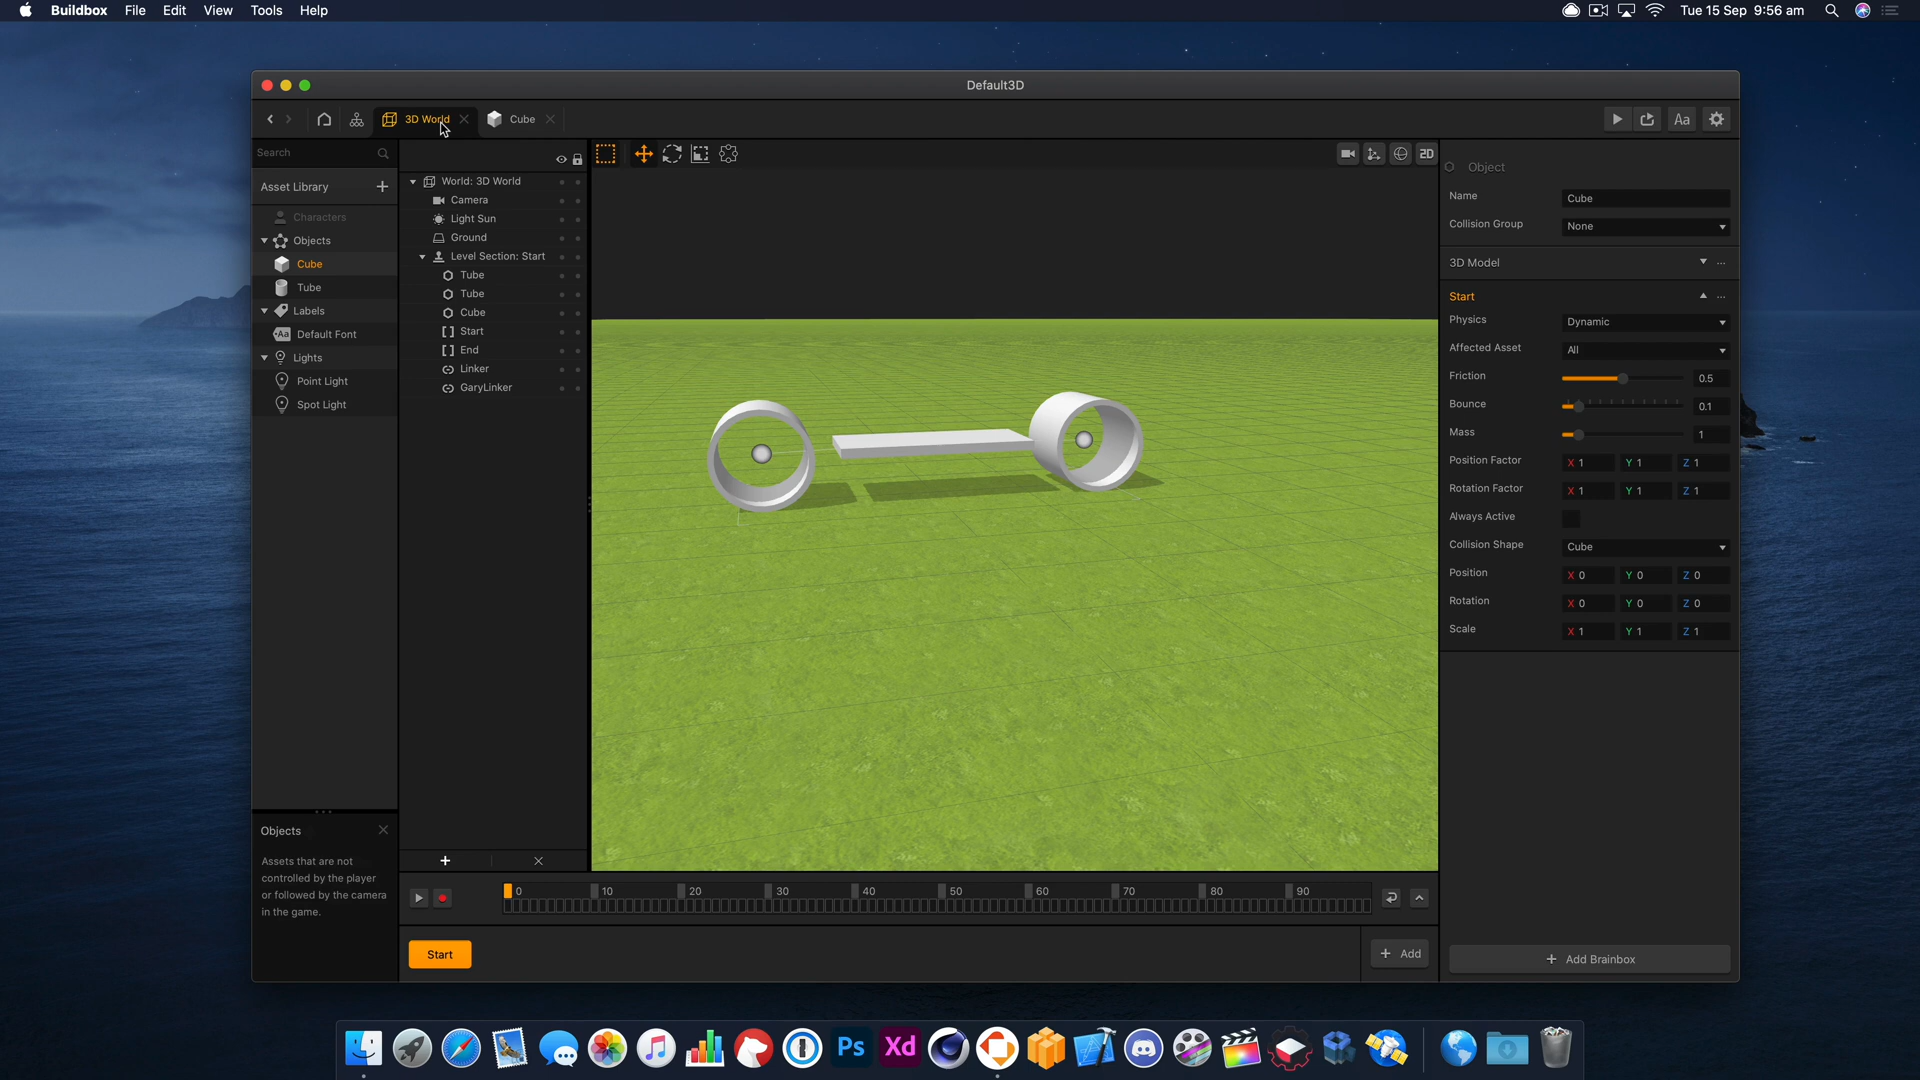 Buildbox File Edit View Tools Help Tue 15 Sep 9:56 am
Default3D
3D World Cube Aa
Search
Asset Library
Characters
Objects
Cube
Tube
Labels
Aa Default Font
Lights
Point Light
Spot Light
Objects
Assets that are not
controlled by the player
or followed by the camera
in the game.
World: 3D World
Camera
Light Sun
Ground
Level Section: Start
Tube
Tube
Cube
Start
End
Linker
GaryLinker
2D
0 10 20 30 40 50 60 70 80 90
Start
Add
Object
Name Cube
Collision Group None
3D Model
Start
Physics Dynamic
Affected Asset All
Friction 0.5
Bounce 0.1
Mass 1
Position Factor X 1 Y 1 Z 1
Rotation Factor X 1 Y 1 Z 1
Always Active
Collision Shape Cube
Position X 0 Y 0 Z 0
Rotation X 0 Y 0 Z 0
Scale X 1 Y 1 Z 1
Add Brainbox
Ps Xd